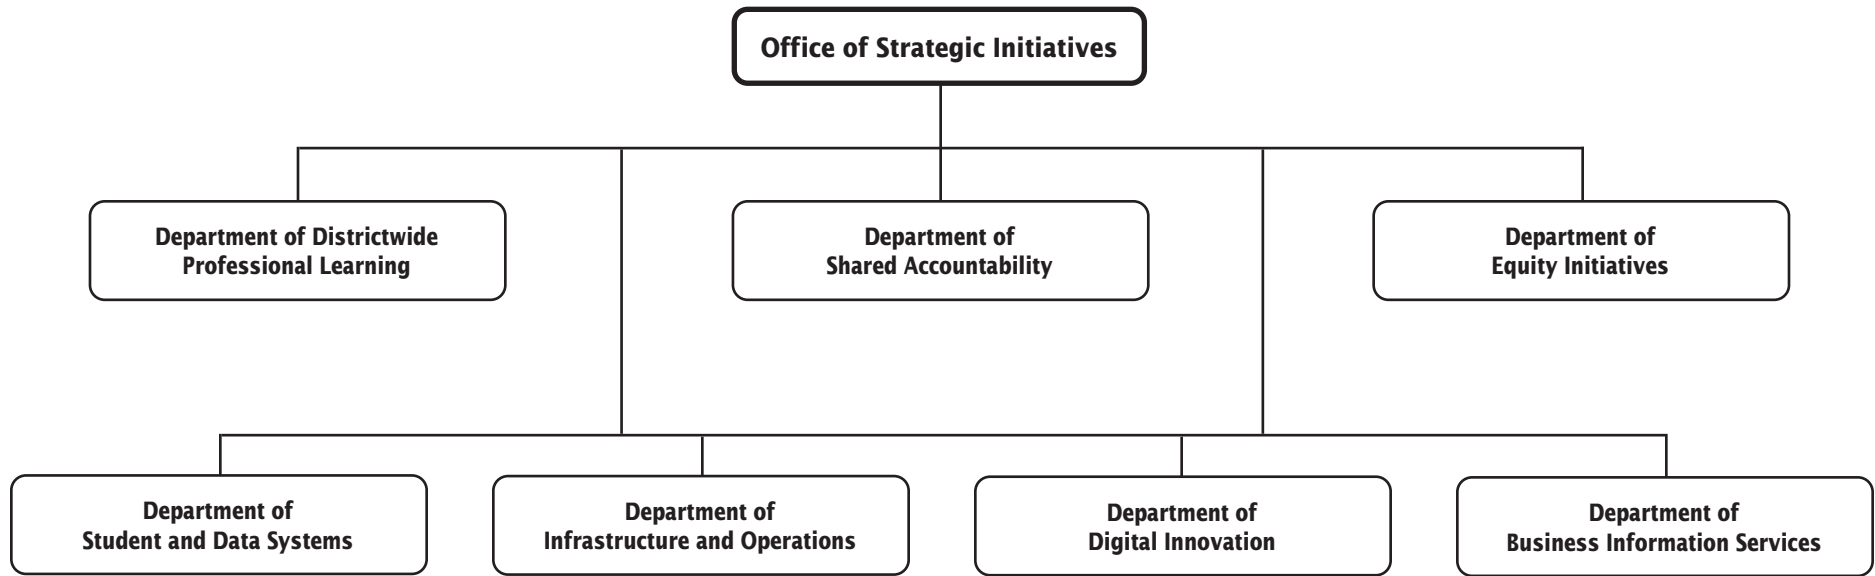 Office of Strategic Initiatives
Department of Districtwide
Professional Learning
Department of
Shared Accountability
Department of
Equity Initiatives
Department of
Student and Data Systems
Department of
Infrastructure and Operations
Department of
Digital Innovation
Department of
Business Information Services